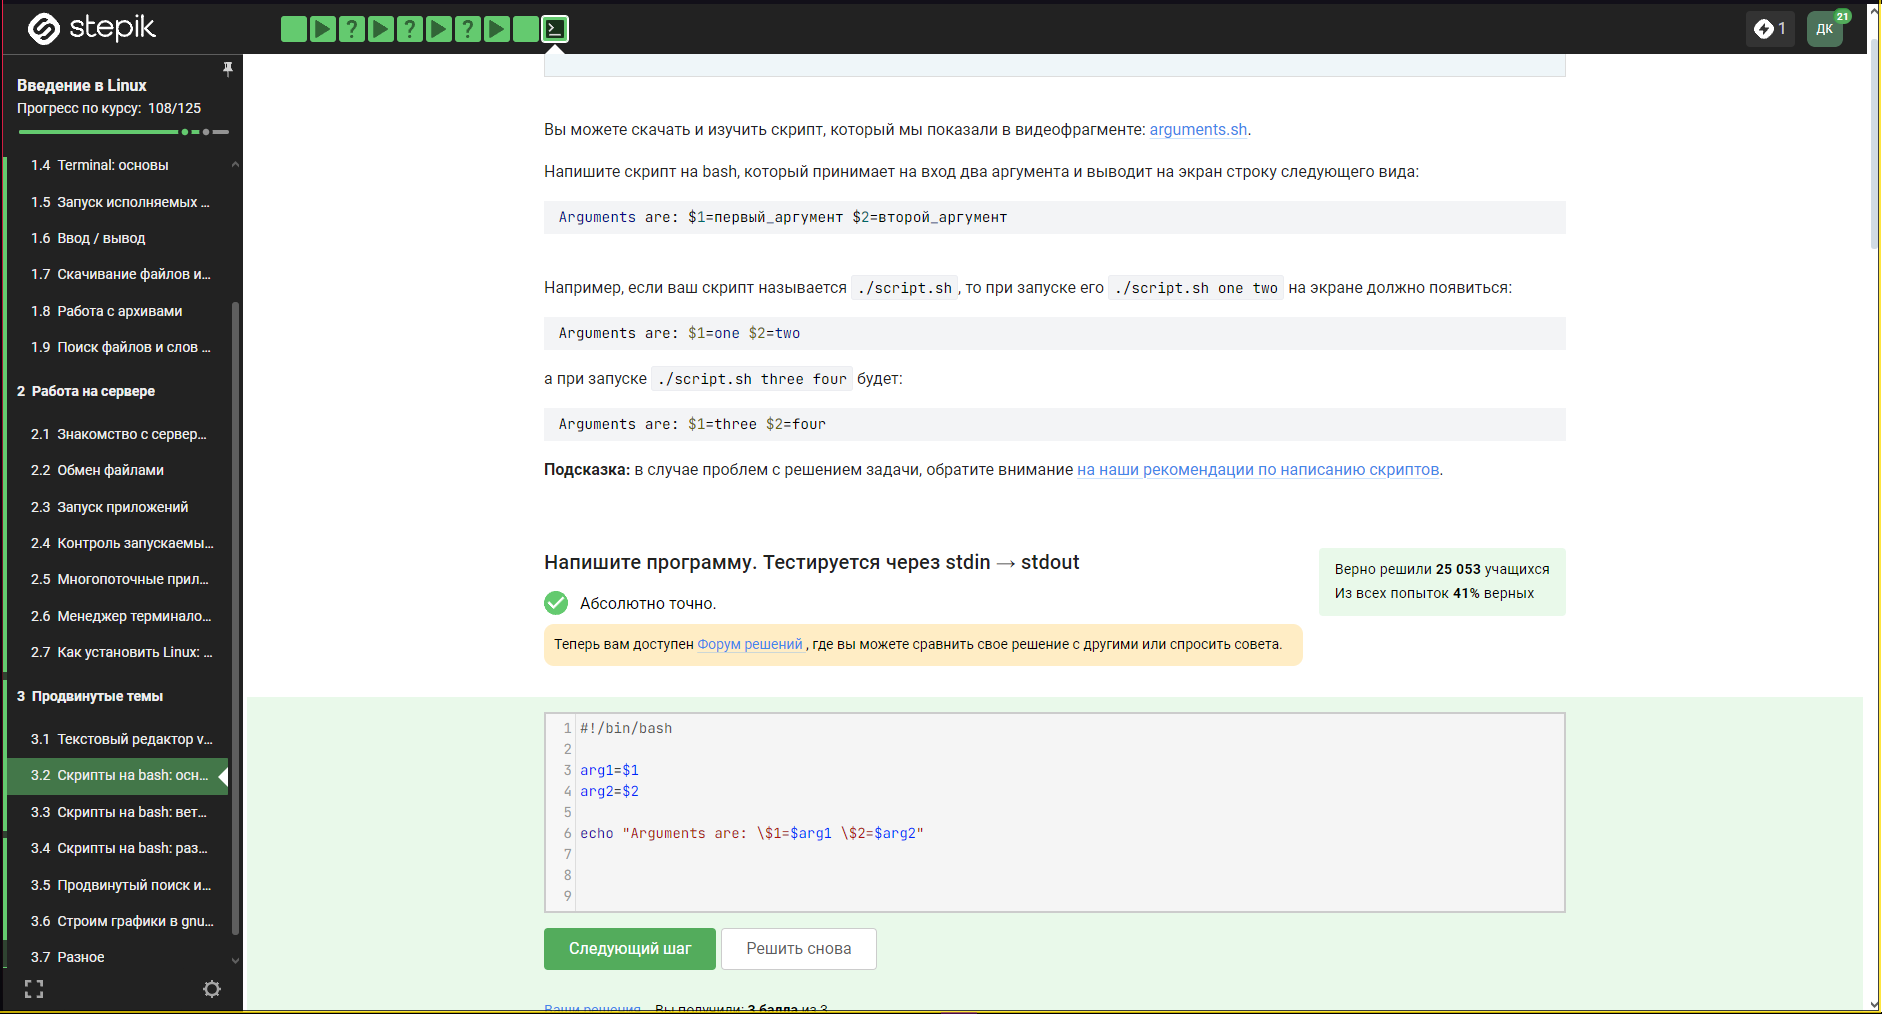 stepik
1
ДК
21
Введение в Linux
Прогресс по курсу: 108/125
1.4 Terminal: основы
1.5 Запуск исполняемых ...
1.6 Ввод / вывод
1.7 Скачивание файлов и...
1.8 Работа с архивами
1.9 Поиск файлов и слов ...
2 Работа на сервере
2.1 Знакомство с сервер...
2.2 Обмен файлами
2.3 Запуск приложений
2.4 Контроль запускаемы...
2.5 Многопоточные прил...
2.6 Менеджер терминало...
2.7 Как установить Linux: ...
3 Продвинутые темы
3.1 Текстовый редактор v...
3.2 Скрипты на bash: осн...
3.3 Скрипты на bash: вет...
3.4 Скрипты на bash: раз...
3.5 Продвинутый поиск и...
3.6 Строим графики в gnu...
3.7 Разное
Вы можете скачать и изучить скрипт, который мы показали в видеофрагменте: arguments.sh.
Напишите скрипт на bash, который принимает на вход два аргумента и выводит на экран строку следующего вида:
Arguments are: $1=первый_аргумент $2=второй_аргумент
Например, если ваш скрипт называется ./script.sh, то при запуске его ./script.sh one two на экране должно появиться:
Arguments are: $1=one $2=two
а при запуске ./script.sh three four будет:
Arguments are: $1=three $2=four
Подсказка: в случае проблем с решением задачи, обратите внимание на наши рекомендации по написанию скриптов.
Напишите программу. Тестируется через stdin → stdout
Верно решили 25 053 учащихся
Из всех попыток 41% верных
Абсолютно точно.
Теперь вам доступен Форум решений, где вы можете сравнить свое решение с другими или спросить совета.
1 #!/bin/bash
2
3 arg1=$1
4 arg2=$2
5
6 echo "Arguments are: \$1=$arg1 \$2=$arg2"
7
8
9
Следующий шаг
Решить снова
Ваши решения Вы получили: 3 балла из 3